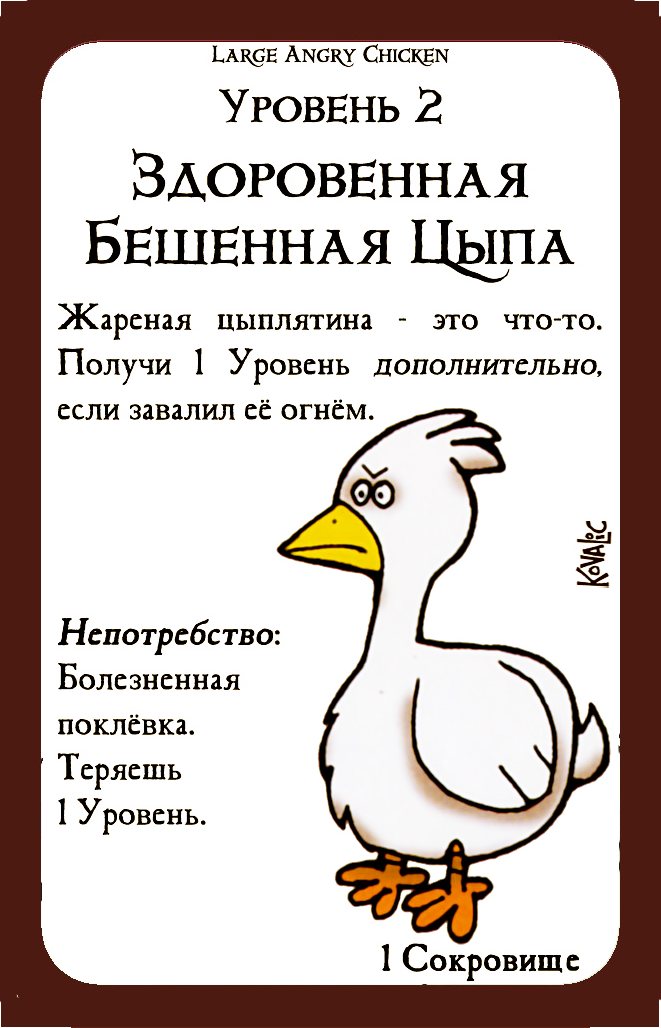 Large Angry Chicken
Уровень 2
Здоровенная
Бешенная Цыпа
Жареная цыплятина - это что-то.
Получи 1 Уровень дополнительно,
если завалил её огнём.
Kovalic
Непотребство:
Болезненная
поклёвка.
Теряешь
1 Уровень.
1 Сокровище